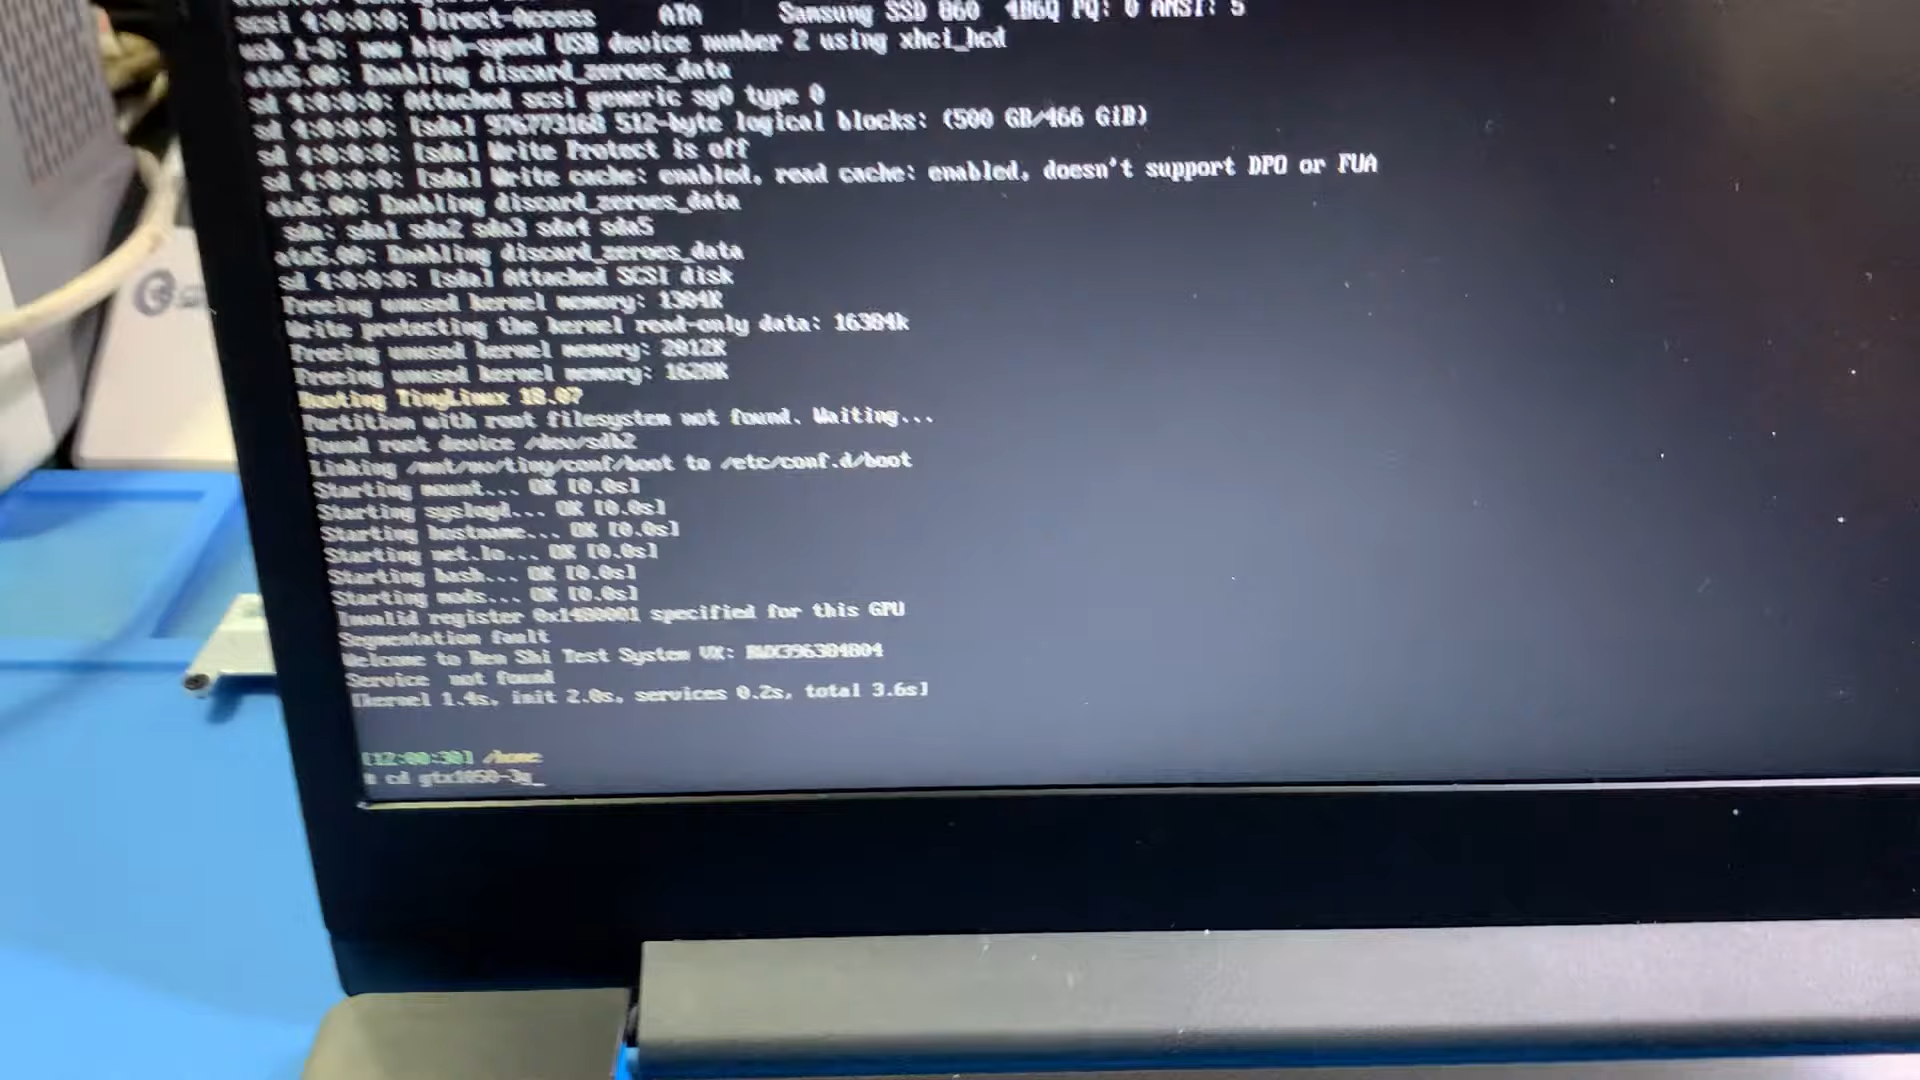 scsi 4:0:0:0: Direct-Access ATA Samsung SSD 860 4B6Q PQ: 0 ANSI: 5
usb 1-8: new high-speed USB device number 2 using xhci_hcd
ata5.00: Enabling discard_zeroes_data
sd 4:0:0:0: Attached scsi generic sg0 type 0
sd 4:0:0:0: [sda] 976773168 512-byte logical blocks: (500 GB/466 GiB)
sd 4:0:0:0: [sda] Write Protect is off
sd 4:0:0:0: [sda] Write cache: enabled, read cache: enabled, doesn't support DPO or FUA
ata5.00: Enabling discard_zeroes_data
sda: sda1 sda2 sda3 sda4 sda5
ata5.00: Enabling discard_zeroes_data
sd 4:0:0:0: [sda] Attached SCSI disk
Freeing unused kernel memory: 1304K
Write protecting the kernel read-only data: 16384k
Freeing unused kernel memory: 2012K
Freeing unused kernel memory: 1628K
Booting TinyLinux 18.07
Partition with root filesystem not found. Waiting...
Found root device /dev/sdb2
Linking /mnt/nv/tiny/conf/boot to /etc/conf.d/boot
Starting mount... OK [0.0s]
Starting syslogd... OK [0.0s]
Starting hostname... OK [0.0s]
Starting net.lo... OK [0.0s]
Starting bash... OK [0.0s]
Starting mods... OK [0.0s]
Invalid register specified for this GPU
Segmentation fault
Welcome to Ren Shi Test System VX:
Service not found
[kernel 1.4s, init 2.0s, services 0.2s, total 3.6s]
[12:00:30] /home
# cd gtx1050-3g_